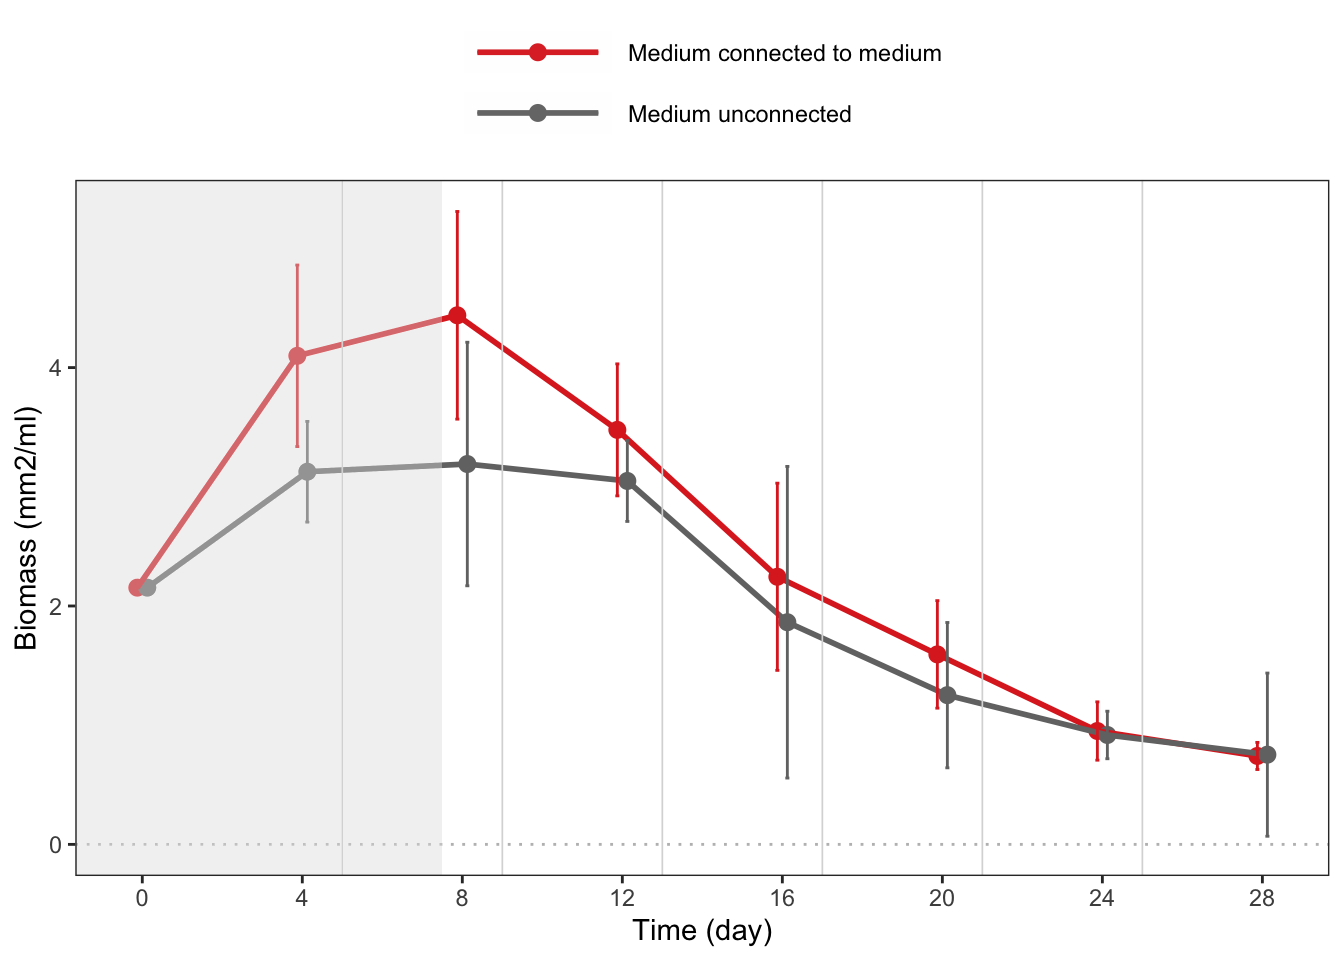 Medium connected to medium
Medium unconnected
Biomass (mm2/ml)
4
2
0
0 4 8 12 16 20 24 28
Time (day)